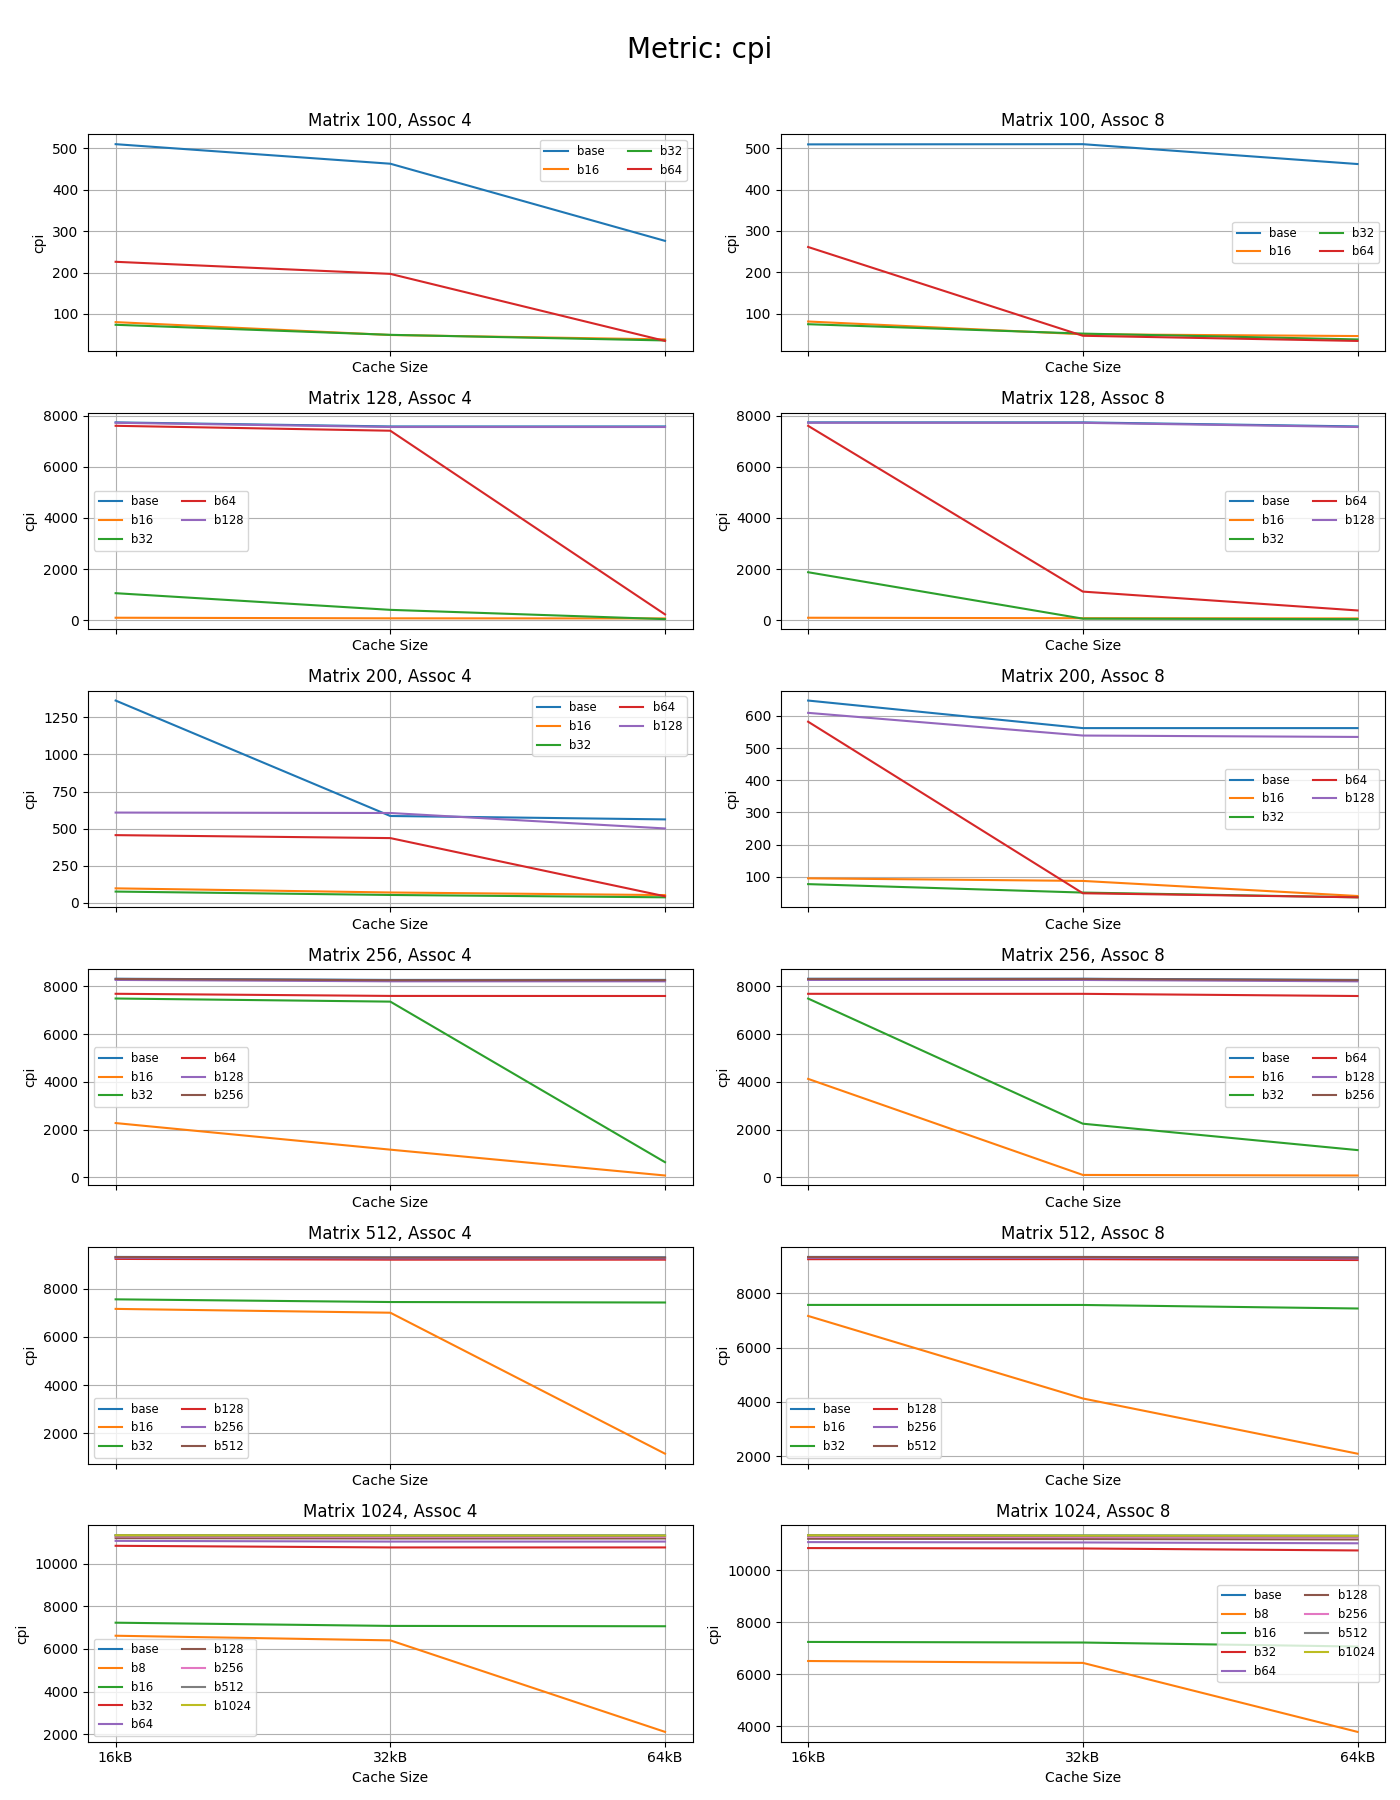 Metric: cpi
Matrix 100, Assoc 4
500
400
300
200
100
cpi
base b32
b16 b64
Cache Size
Matrix 100, Assoc 8
500
400
300
200
100
cpi
base b32
b16 b64
Cache Size
Matrix 128, Assoc 4
8000
6000
4000
2000
0
cpi
base b64
b16 b128
b32
Cache Size
Matrix 128, Assoc 8
8000
6000
4000
2000
0
cpi
base b64
b16 b128
b32
Cache Size
Matrix 200, Assoc 4
1250
1000
750
500
250
0
cpi
base b64
b16 b128
b32
Cache Size
Matrix 200, Assoc 8
600
500
400
300
200
100
cpi
base b64
b16 b128
b32
Cache Size
Matrix 256, Assoc 4
8000
6000
4000
2000
0
cpi
base b64
b16 b128
b32 b256
Cache Size
Matrix 256, Assoc 8
8000
6000
4000
2000
0
cpi
base b64
b16 b128
b32 b256
Cache Size
Matrix 512, Assoc 4
8000
6000
4000
2000
cpi
base b128
b16 b256
b32 b512
Cache Size
Matrix 512, Assoc 8
8000
6000
4000
2000
cpi
base b128
b16 b256
b32 b512
Cache Size
Matrix 1024, Assoc 4
10000
8000
6000
4000
2000
cpi
base b128
b8 b256
b16 b512
b32 b1024
b64
16kB 32kB 64kB
Cache Size
Matrix 1024, Assoc 8
10000
8000
6000
4000
cpi
base b128
b8 b256
b16 b512
b32 b1024
b64
16kB 32kB 64kB
Cache Size